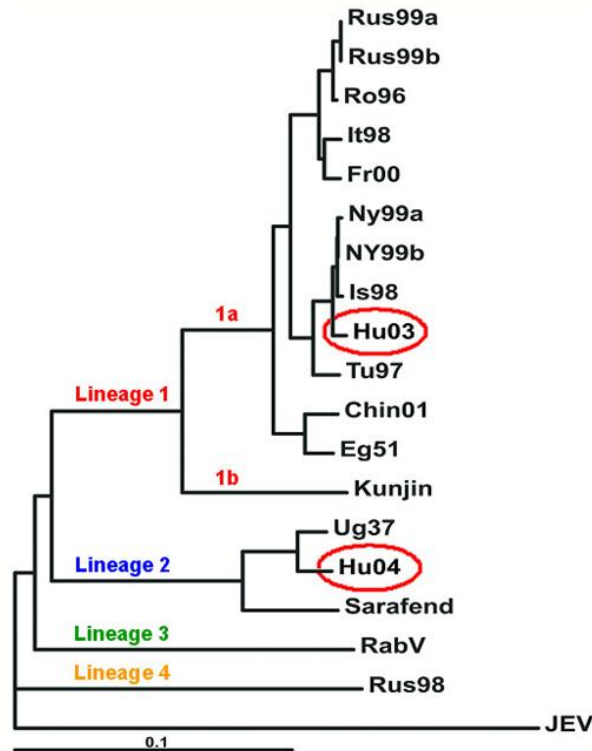 Rus99a
Rus99b
Ro96
It98
Fr00
Ny99a
NY99b
Is98
1a
Hu03
Tu97
Lineage 1
Chin01
Eg51
1b
Kunjin
Ug37
Lineage 2
Hu04
Sarafend
Lineage 3
RabV
Lineage 4
Rus98
JEV
0.1